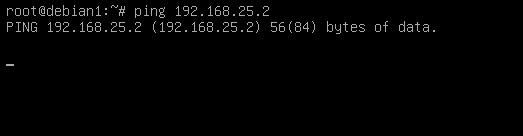 root@debian1:~# ping 192.168.25.2
PING 192.168.25.2 (192.168.25.2) 56(84) bytes of data.